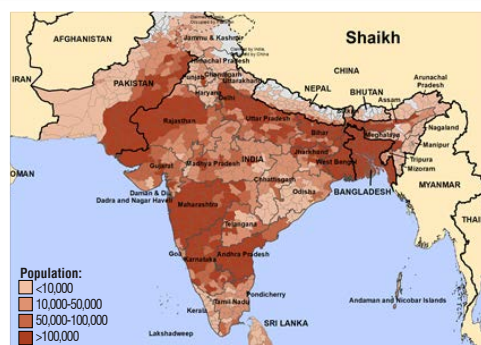 AFGHANISTAN
Jammu & Kashmir
Shaikh
Himachal Pradesh
CHINA
IRAN
PAKISTAN
Punjab
Chandigarh
Uttarakhand
Haryana
Delhi
NEPAL
BHUTAN
Arunachal
Pradesh
Assam
Rajasthan
Uttar Pradesh
Bihar
Meghalaya
Nagaland
Manipur
Jharkhand
Tripura
Mizoram
Gujarat
Madhya Pradesh
INDIA
West Bengal
OMAN
Daman & Diu
Dadra and Nagar Haveli
Chhattisgarh
Odisha
BANGLADESH
MYANMAR
Maharashtra
Telangana
THAI
Goa
Karnataka
Andhra Pradesh
Population:
<10,000
10,000-50,000
50,000-100,000
>100,000
Pondicherry
Tamil Nadu
Kerala
Andaman and Nicobar Islands
Lakshadweep
SRI LANKA